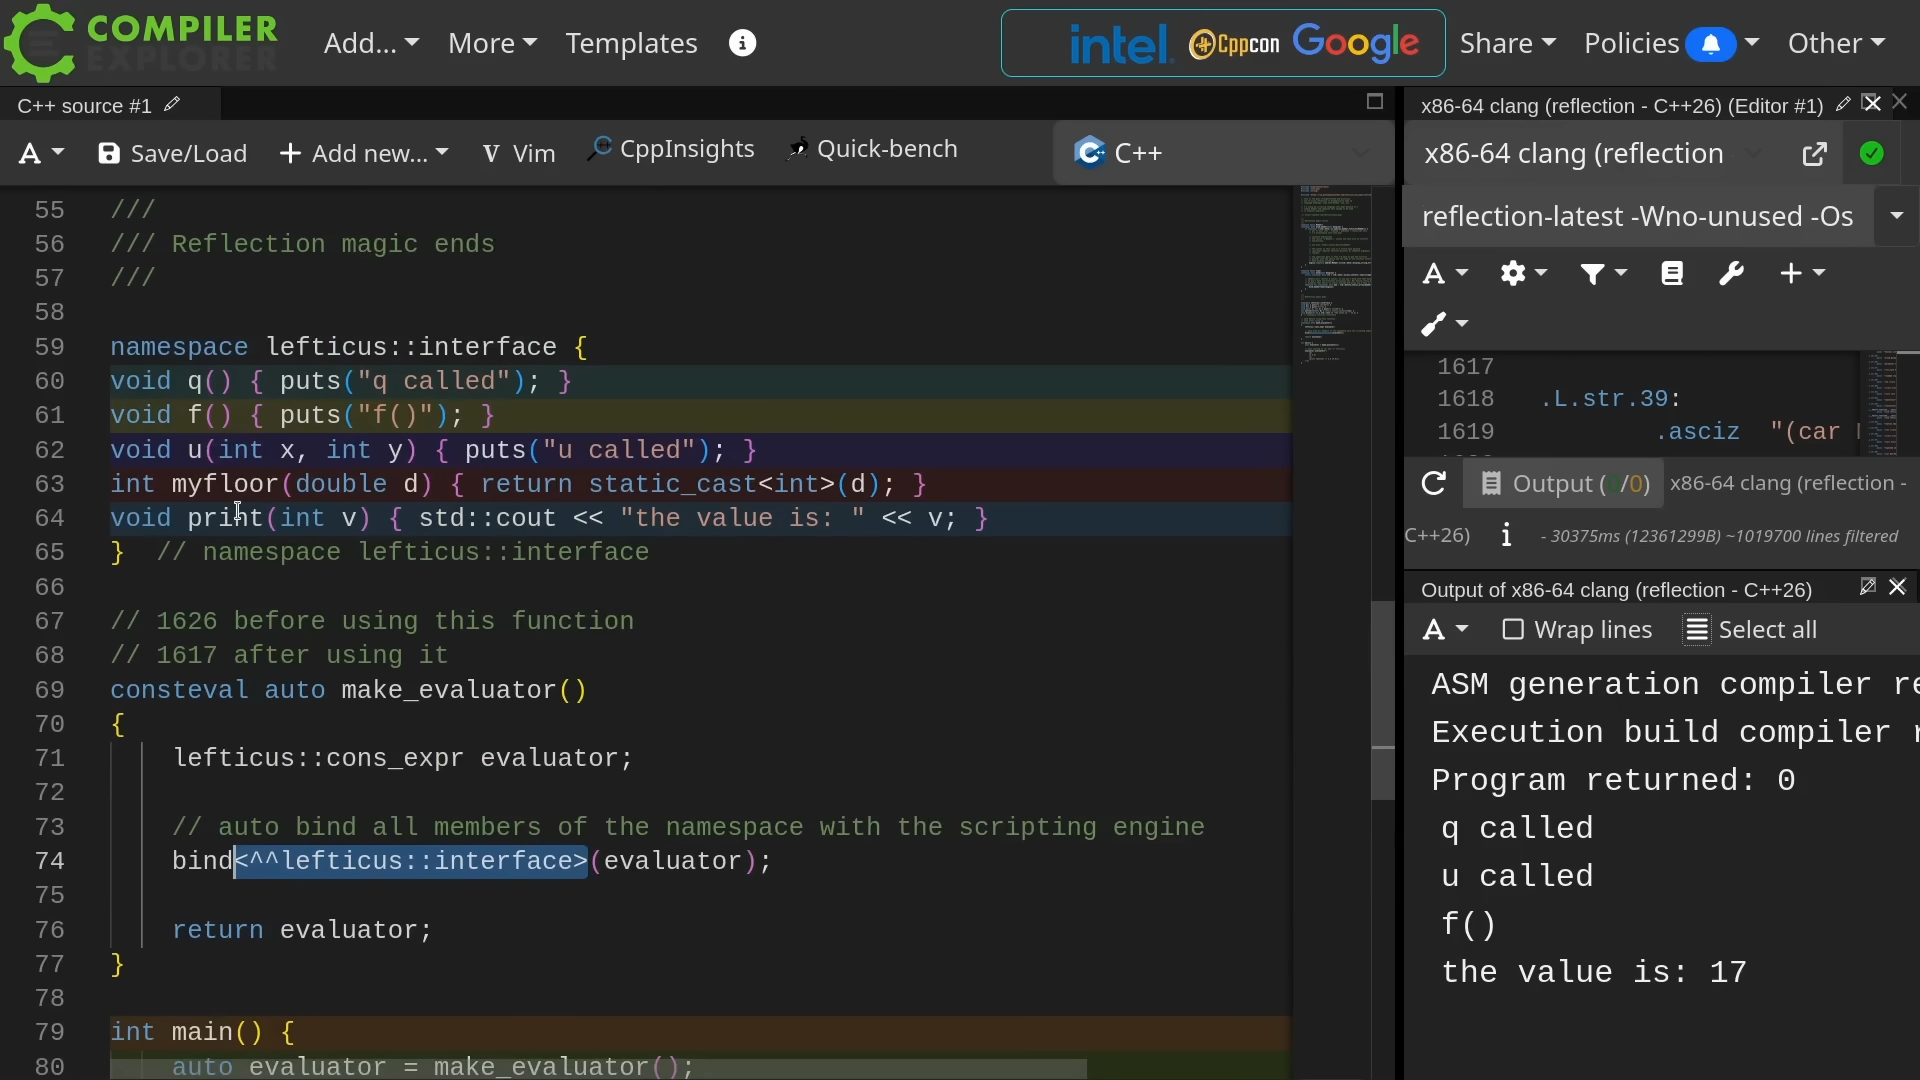 COMPILER
EXPLORER
Add...
More
Templates
intel.
Cppcon
Google
Share
Policies
Other
C++ source #1
A
Save/Load
Add new...
V Vim
CppInsights
Quick-bench
C++
55 ///
56 /// Reflection magic ends
57 ///
58
59 namespace lefticus::interface {
60 void q() { puts("q called"); }
61 void f() { puts("f()"); }
62 void u(int x, int y) { puts("u called"); }
63 int myfloor(double d) { return static_cast<int>(d); }
64 void print(int v) { std::cout << "the value is: " << v; }
65 } // namespace lefticus::interface
66
67 // 1626 before using this function
68 // 1617 after using it
69 consteval auto make_evaluator()
70 {
71 lefticus::cons_expr evaluator;
72
73 // auto bind all members of the namespace with the scripting engine
74 bind<^^lefticus::interface>(evaluator);
75
76 return evaluator;
77 }
78
79 int main() {
80 auto evaluator = make_evaluator();
x86-64 clang (reflection - C++26) (Editor #1)
x86-64 clang (reflection
reflection-latest -Wno-unused -Os
A
1617
1618 .L.str.39:
1619 .asciz "(car
Output (0/0) x86-64 clang (reflection -
C++26) i - 30375ms (12361299B) ~1019700 lines filtered
Output of x86-64 clang (reflection - C++26)
A
Wrap lines
Select all
ASM generation compiler re
Execution build compiler r
Program returned: 0
q called
u called
f()
the value is: 17